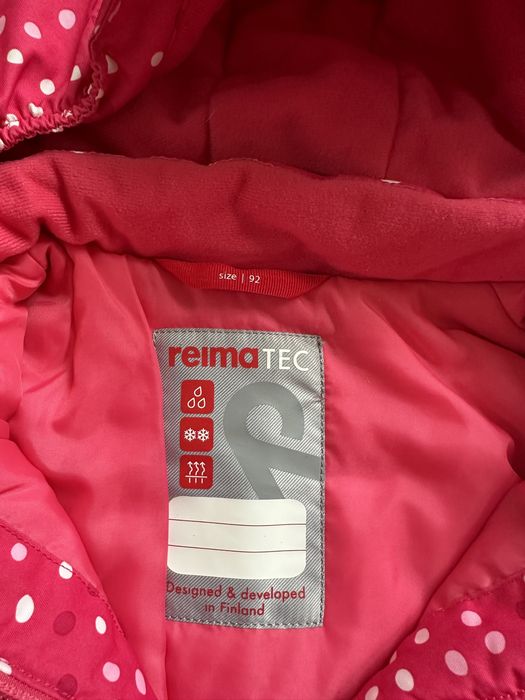 size | 92
reimaTEC
Designed & developed
in Finland